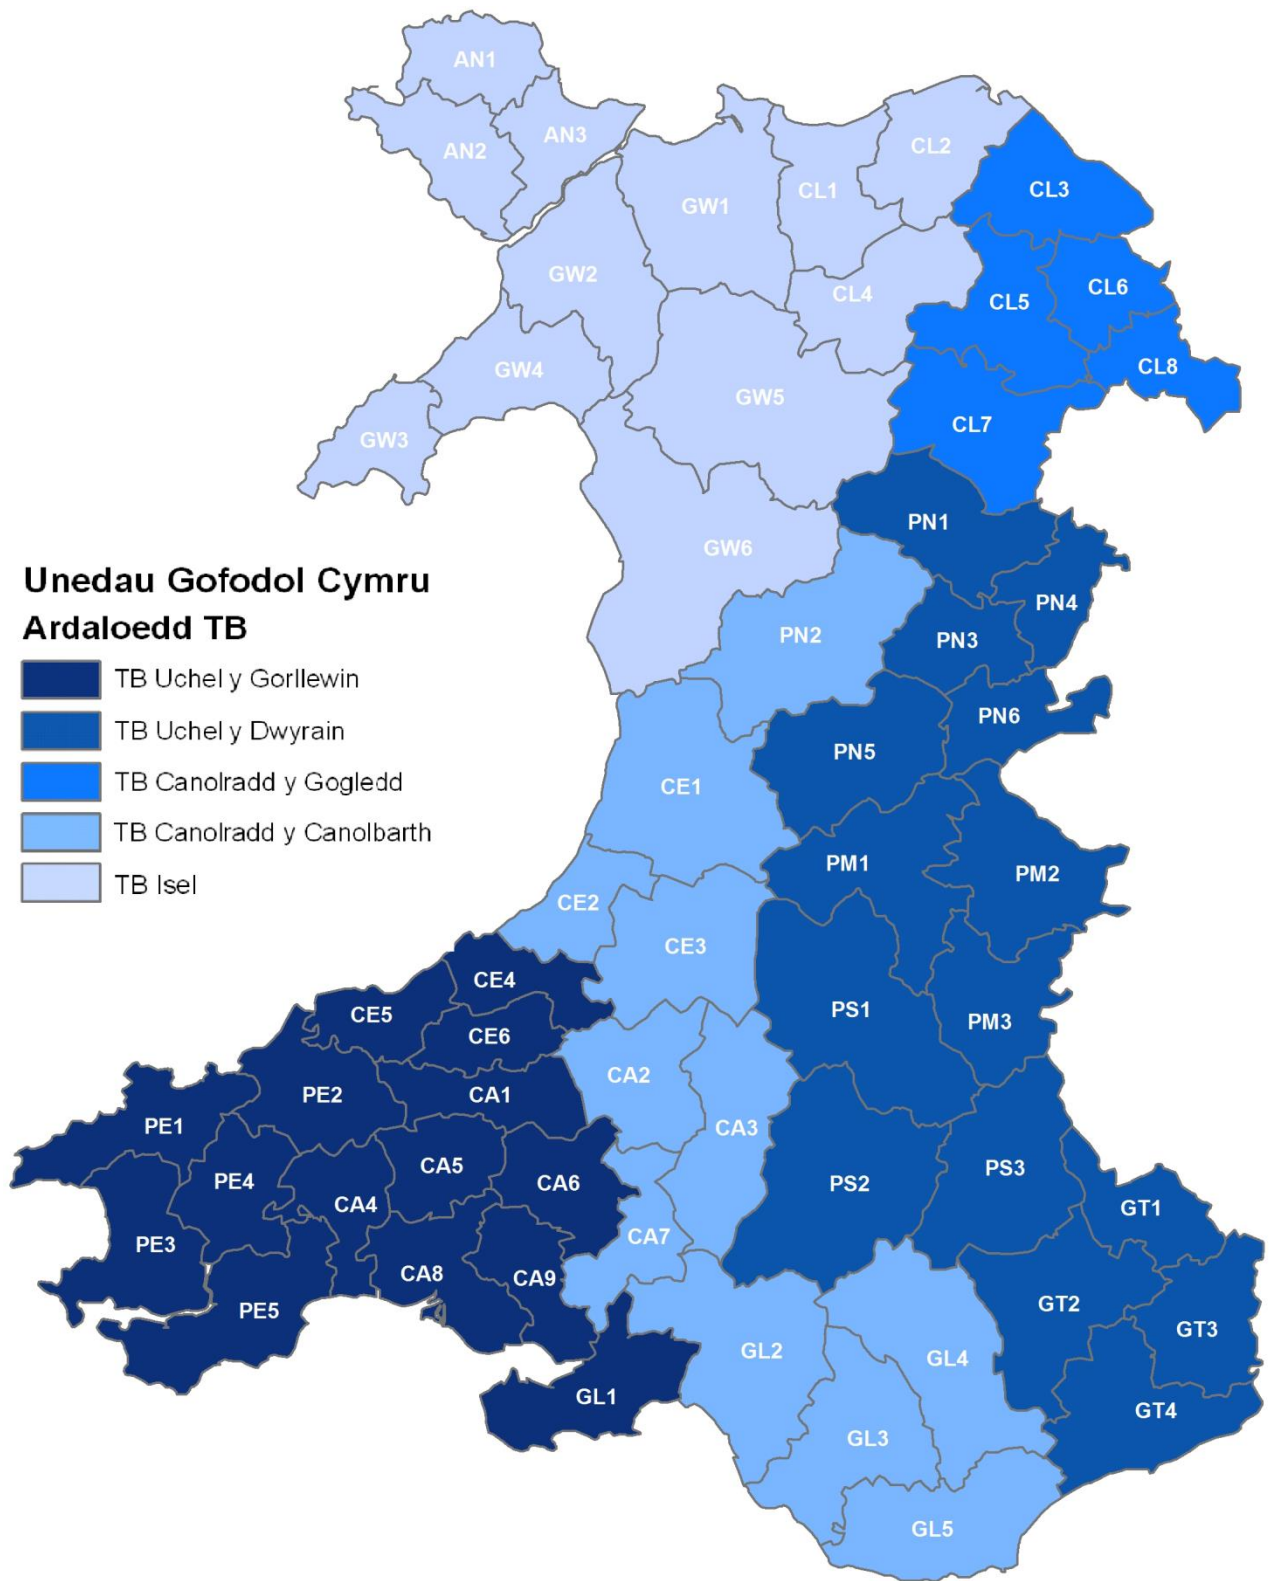 AN1
AN3
AN2
CL2
CL1
CL3
GW1
GW2
CL4
CL5
CL6
GW4
GW5
CL8
GW3
CL7
PN1
GW6
PN4
PN2
PN3
PN6
PN5
Unedau Gofodol Cymru
Ardaloedd TB
TB Uchel y Gorllewin
TB Uchel y Dwyrain
TB Canolradd y Gogledd
TB Canolradd y Canolbarth
TB Isel
CE1
PM1
PM2
CE2
CE3
CE4
CE5
CE6
PS1
PM3
CA2
PE2
CA1
PE1
CA3
CA5
PE4
CA6
PS2
PS3
CA4
GT1
PE3
CA7
CA8
CA9
PE5
GT2
GT3
GL2
GL4
GL1
GT4
GL3
GL5